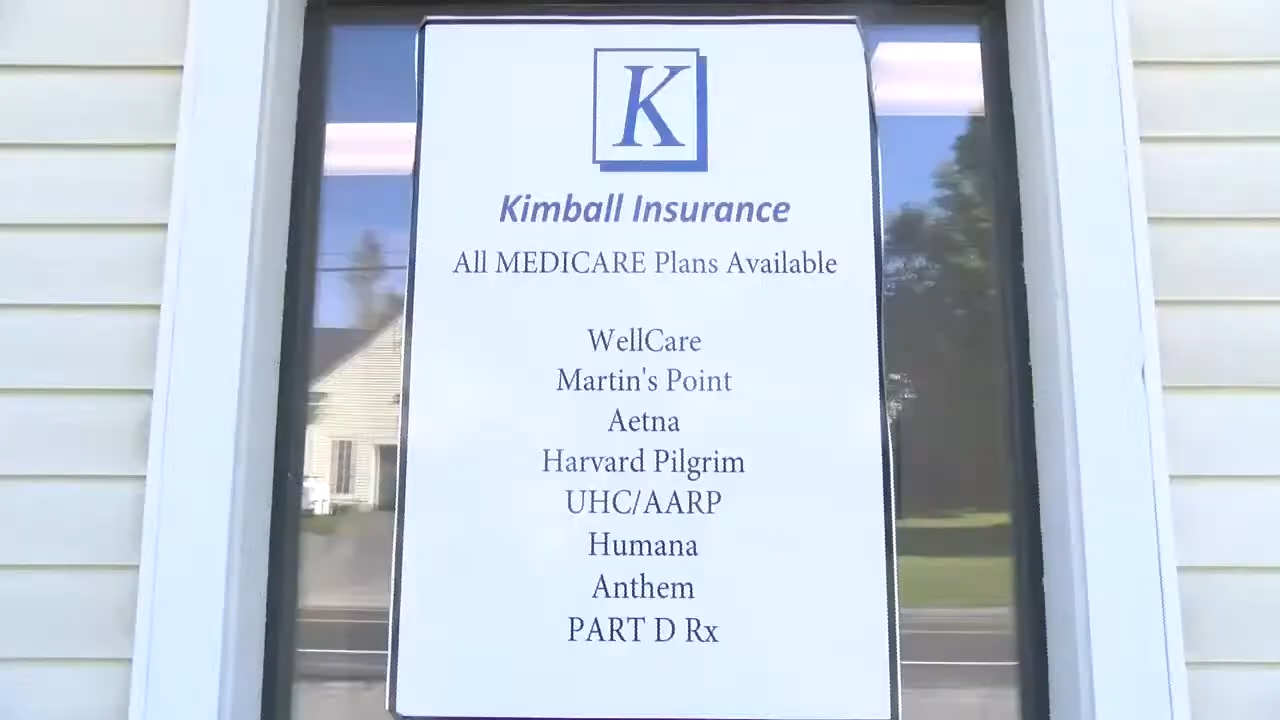 K
Kimball Insurance
All MEDICARE Plans Available
WellCare
Martin's Point
Aetna
Harvard Pilgrim
UHC/AARP
Humana
Anthem
PART D Rx